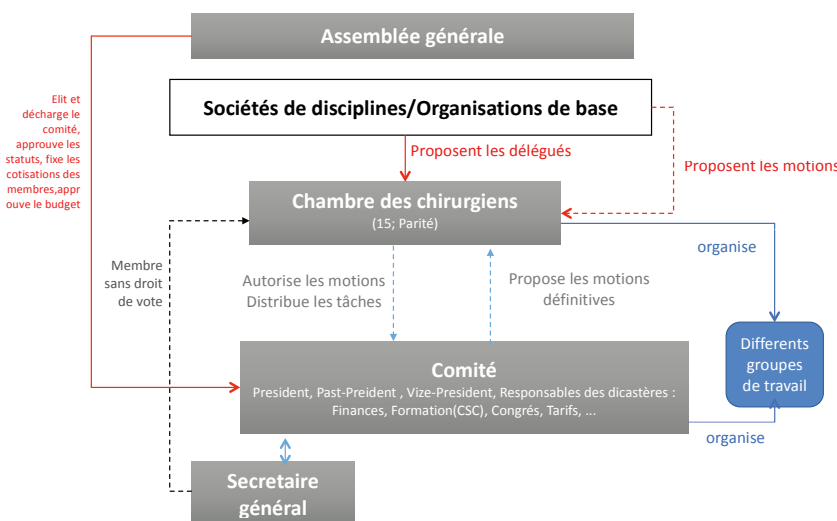 Assemblée générale
Elit et
décharge le
comité,
approuve les
statuts, fixe les
cotisations des
membres,appr
ouve le budget
Sociétés de disciplines/Organisations de base
Proposent les délégués
Proposent les motions
Chambre des chirurgiens
(15; Parité)
organise
Membre
sans droit
de vote
Autorise les motions
Distribue les tâches
Propose les motions
définitives
Differents
groupes
de travail
Comité
President, Past-Preident , Vize-President, Responsables des dicastères :
Finances, Formation(CSC), Congrés, Tarifs, ...
organise
Secretaire
général